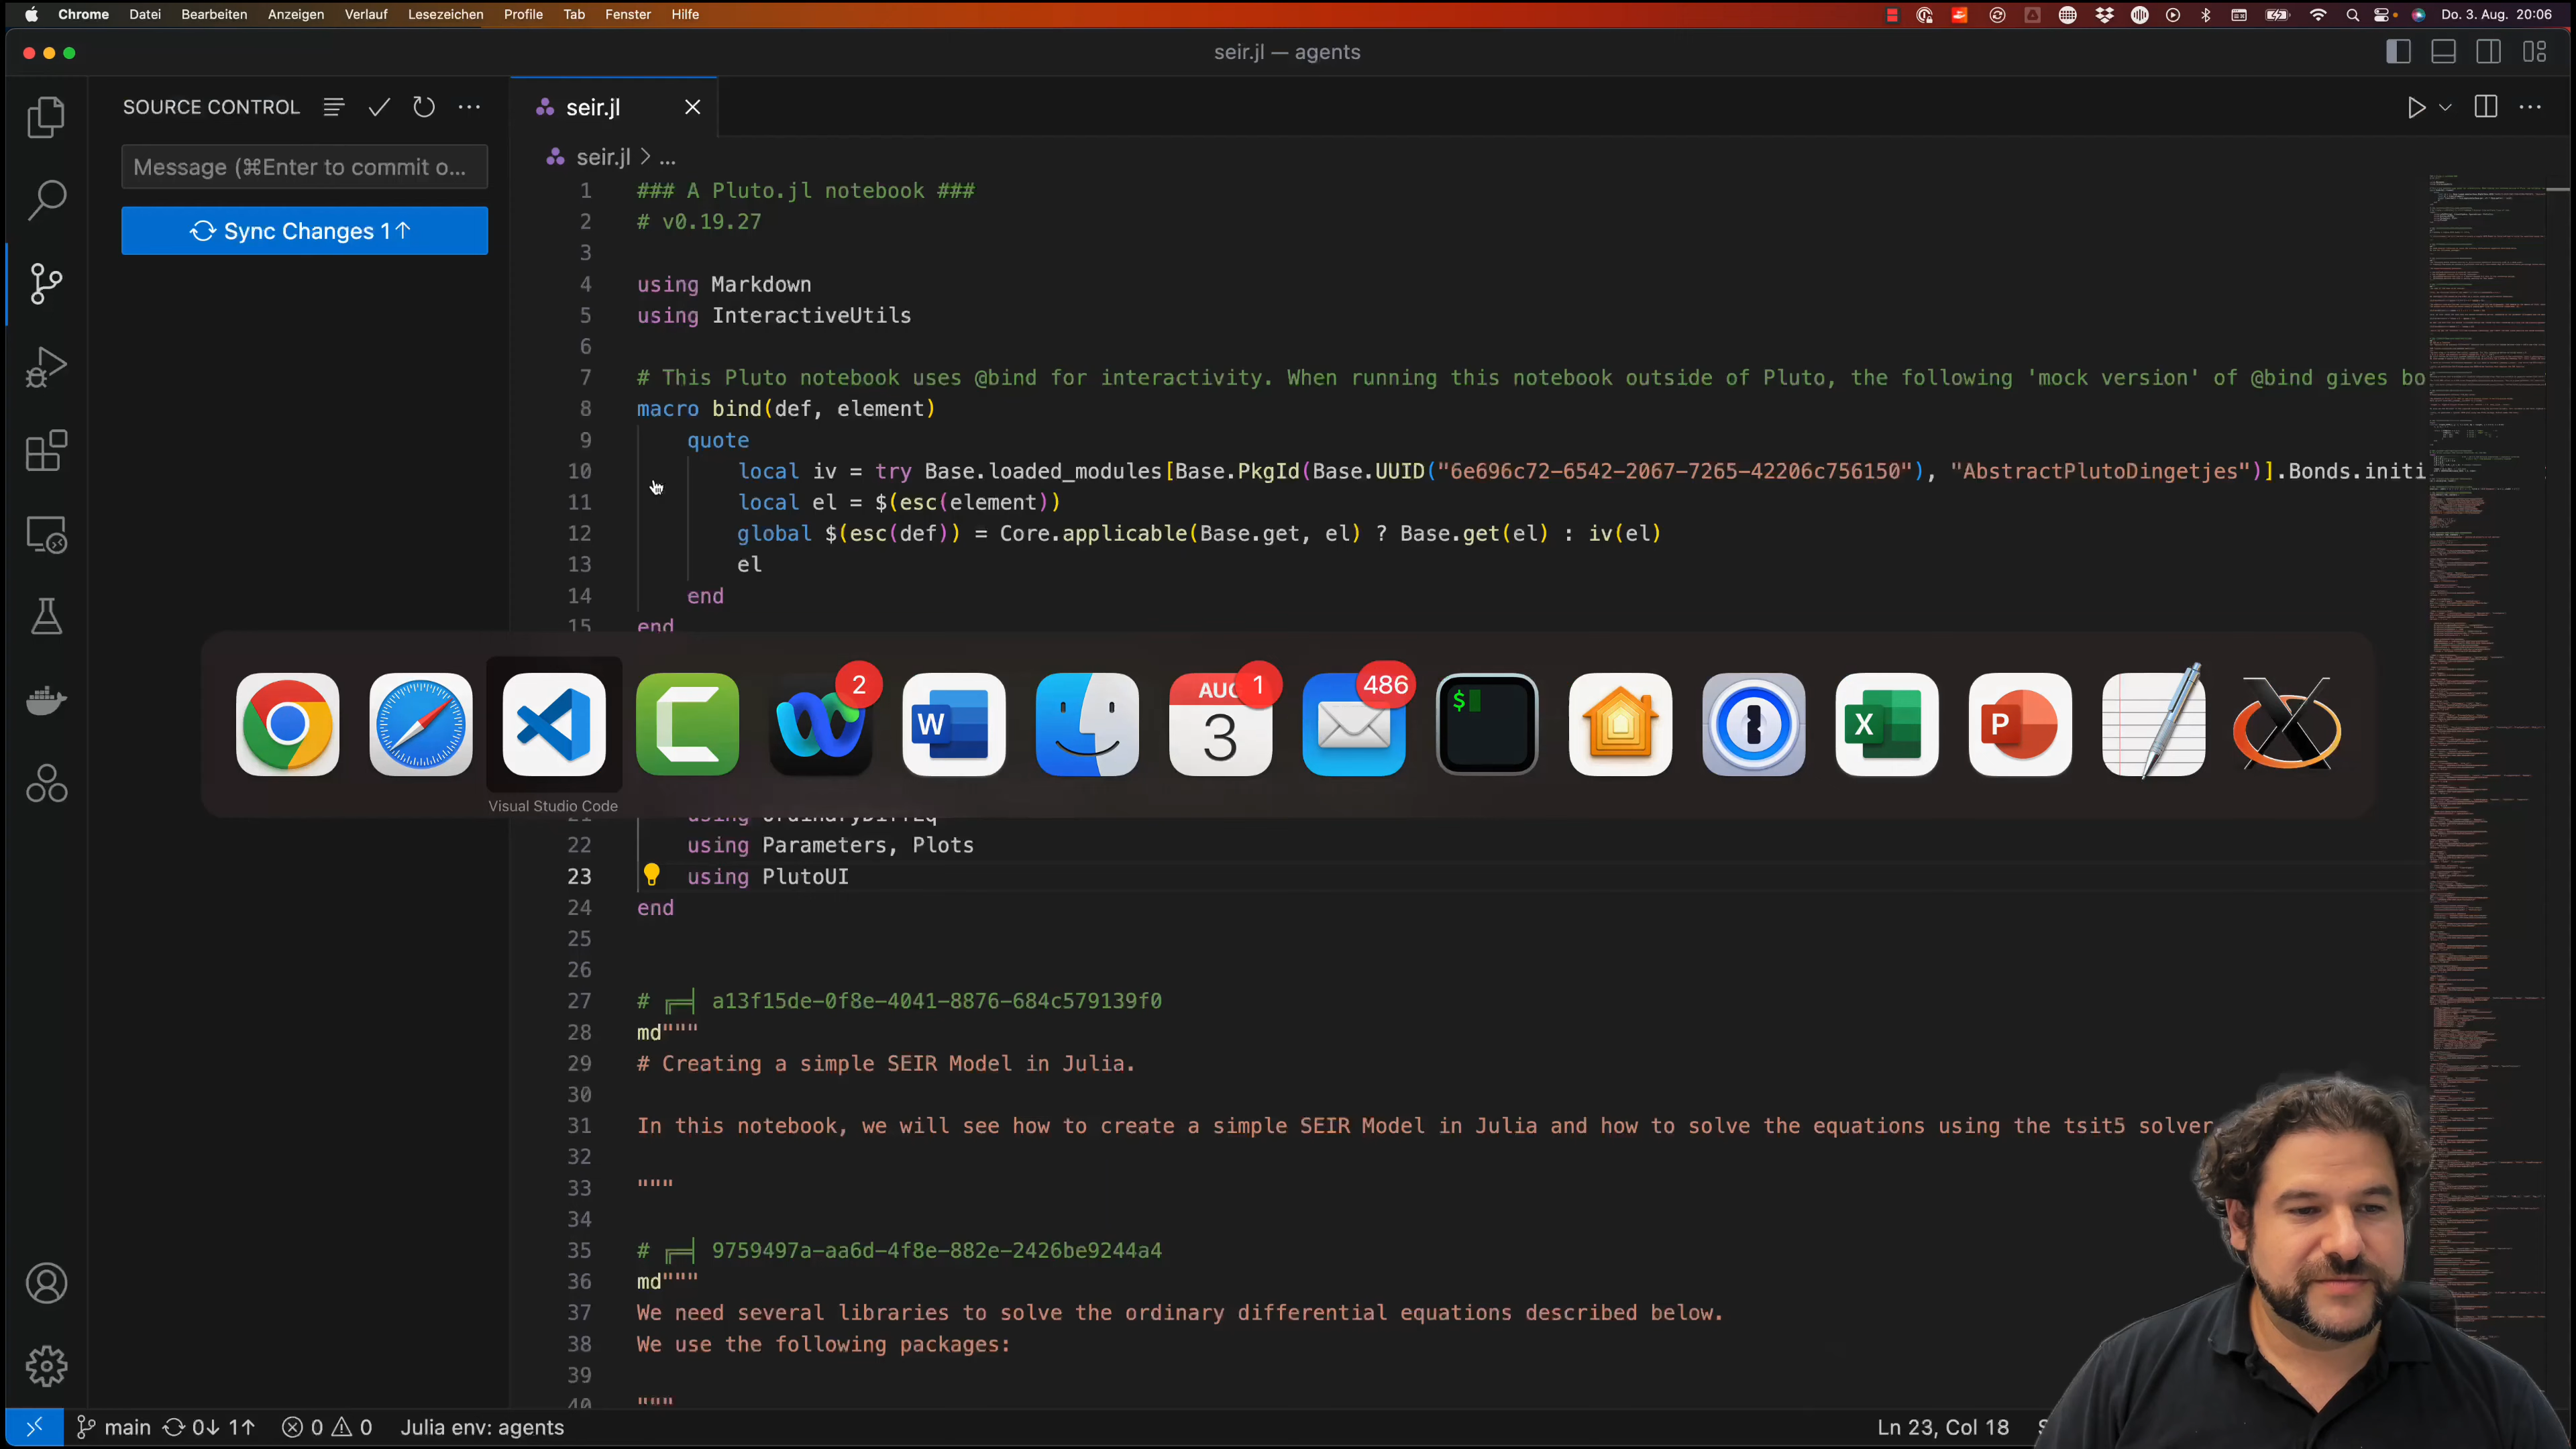 Chrome Datei Bearbeiten Anzeigen Verlauf Lesezeichen Profile Tab Fenster Hilfe Do. 3. Aug. 20:06
seir.jl — agents
SOURCE CONTROL
seir.jl
Message (⌘Enter to commit o...
Sync Changes 1↑
seir.jl > ...
1 ### A Pluto.jl notebook ###
2 # v0.19.27
3
4 using Markdown
5 using InteractiveUtils
6
7 # This Pluto notebook uses @bind for interactivity. When running this notebook outside of Pluto, the following 'mock version' of @bind gives bo
8 macro bind(def, element)
9 quote
10 local iv = try Base.loaded_modules[Base.PkgId(Base.UUID("6e696c72-6542-2067-7265-42206c756150"), "AbstractPlutoDingetjes")].Bonds.initi
11 local el = $(esc(element))
12 global $(esc(def)) = Core.applicable(Base.get, el) ? Base.get(el) : iv(el)
13 el
14 end
15 end
2
W
AUG
1
3
486
$
X
P
Visual Studio Code
21 using OrdinaryDiffEq
22 using Parameters, Plots
23 using PlutoUI
24 end
25
26
27 # ╔═╡ a13f15de-0f8e-4041-8876-684c579139f0
28 md"""
29 # Creating a simple SEIR Model in Julia.
30
31 In this notebook, we will see how to create a simple SEIR Model in Julia and how to solve the equations using the tsit5 solver
32
33 """
34
35 # ╔═╡ 9759497a-aa6d-4f8e-882e-2426be9244a4
36 md"""
37 We need several libraries to solve the ordinary differential equations described below.
38 We use the following packages:
39
40 """
main 0↓ 1↑ 0 0 Julia env: agents Ln 23, Col 18